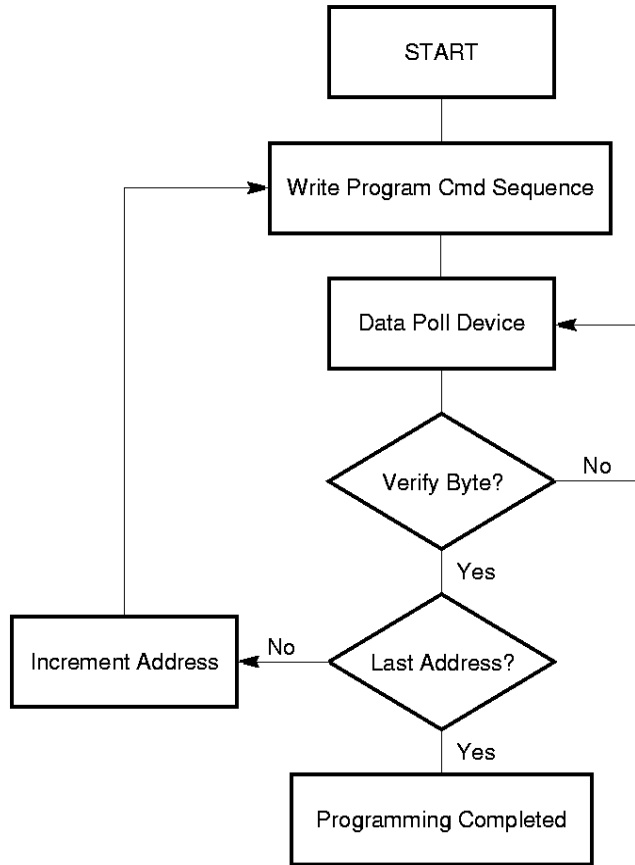 START
Write Program Cmd Sequence
Data Poll Device
Verify Byte?
No
Yes
Increment Address
No
Last Address?
Yes
Programming Completed